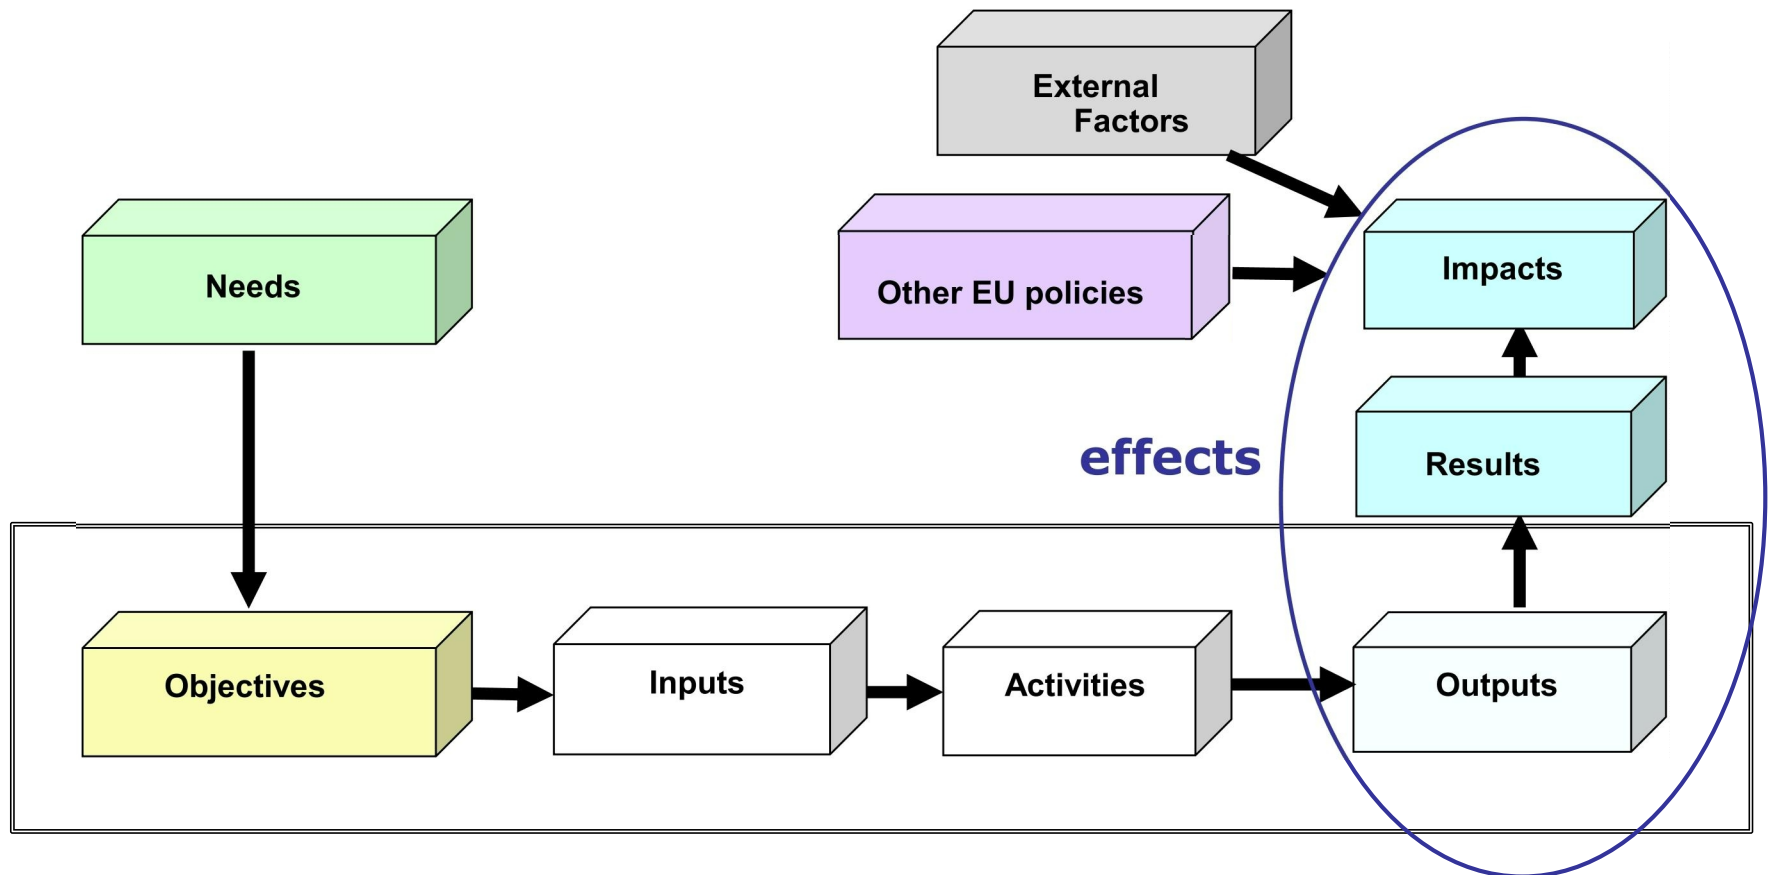 External
Factors
Needs
Other EU policies
Impacts
effects
Results
Objectives
Inputs
Activities
Outputs